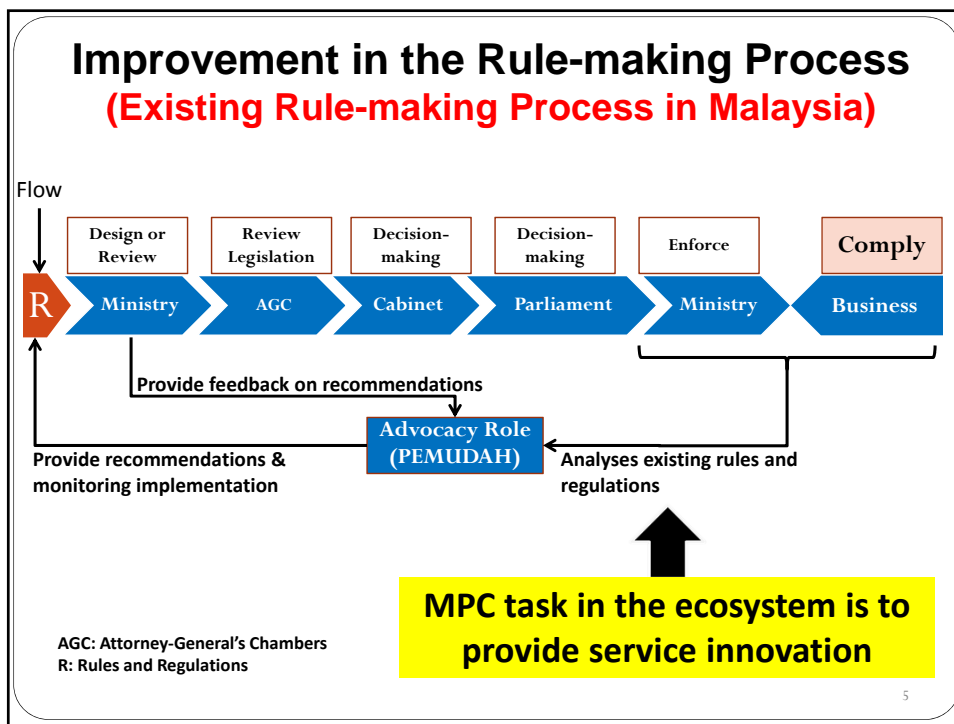 Improvement in the Rule-making Process
(Existing Rule-making Process in Malaysia)
Flow
Design or
Review
Review
Legislation
Decision-
making
Decision-
making
Enforce
Comply
R
Ministry
AGC
Cabinet
Parliament
Ministry
Business
Provide feedback on recommendations
Advocacy Role
(PEMUDAH)
Provide recommendations &
monitoring implementation
Analyses existing rules and
regulations
MPC task in the ecosystem is to
provide service innovation
AGC: Attorney-General's Chambers
R: Rules and Regulations
5